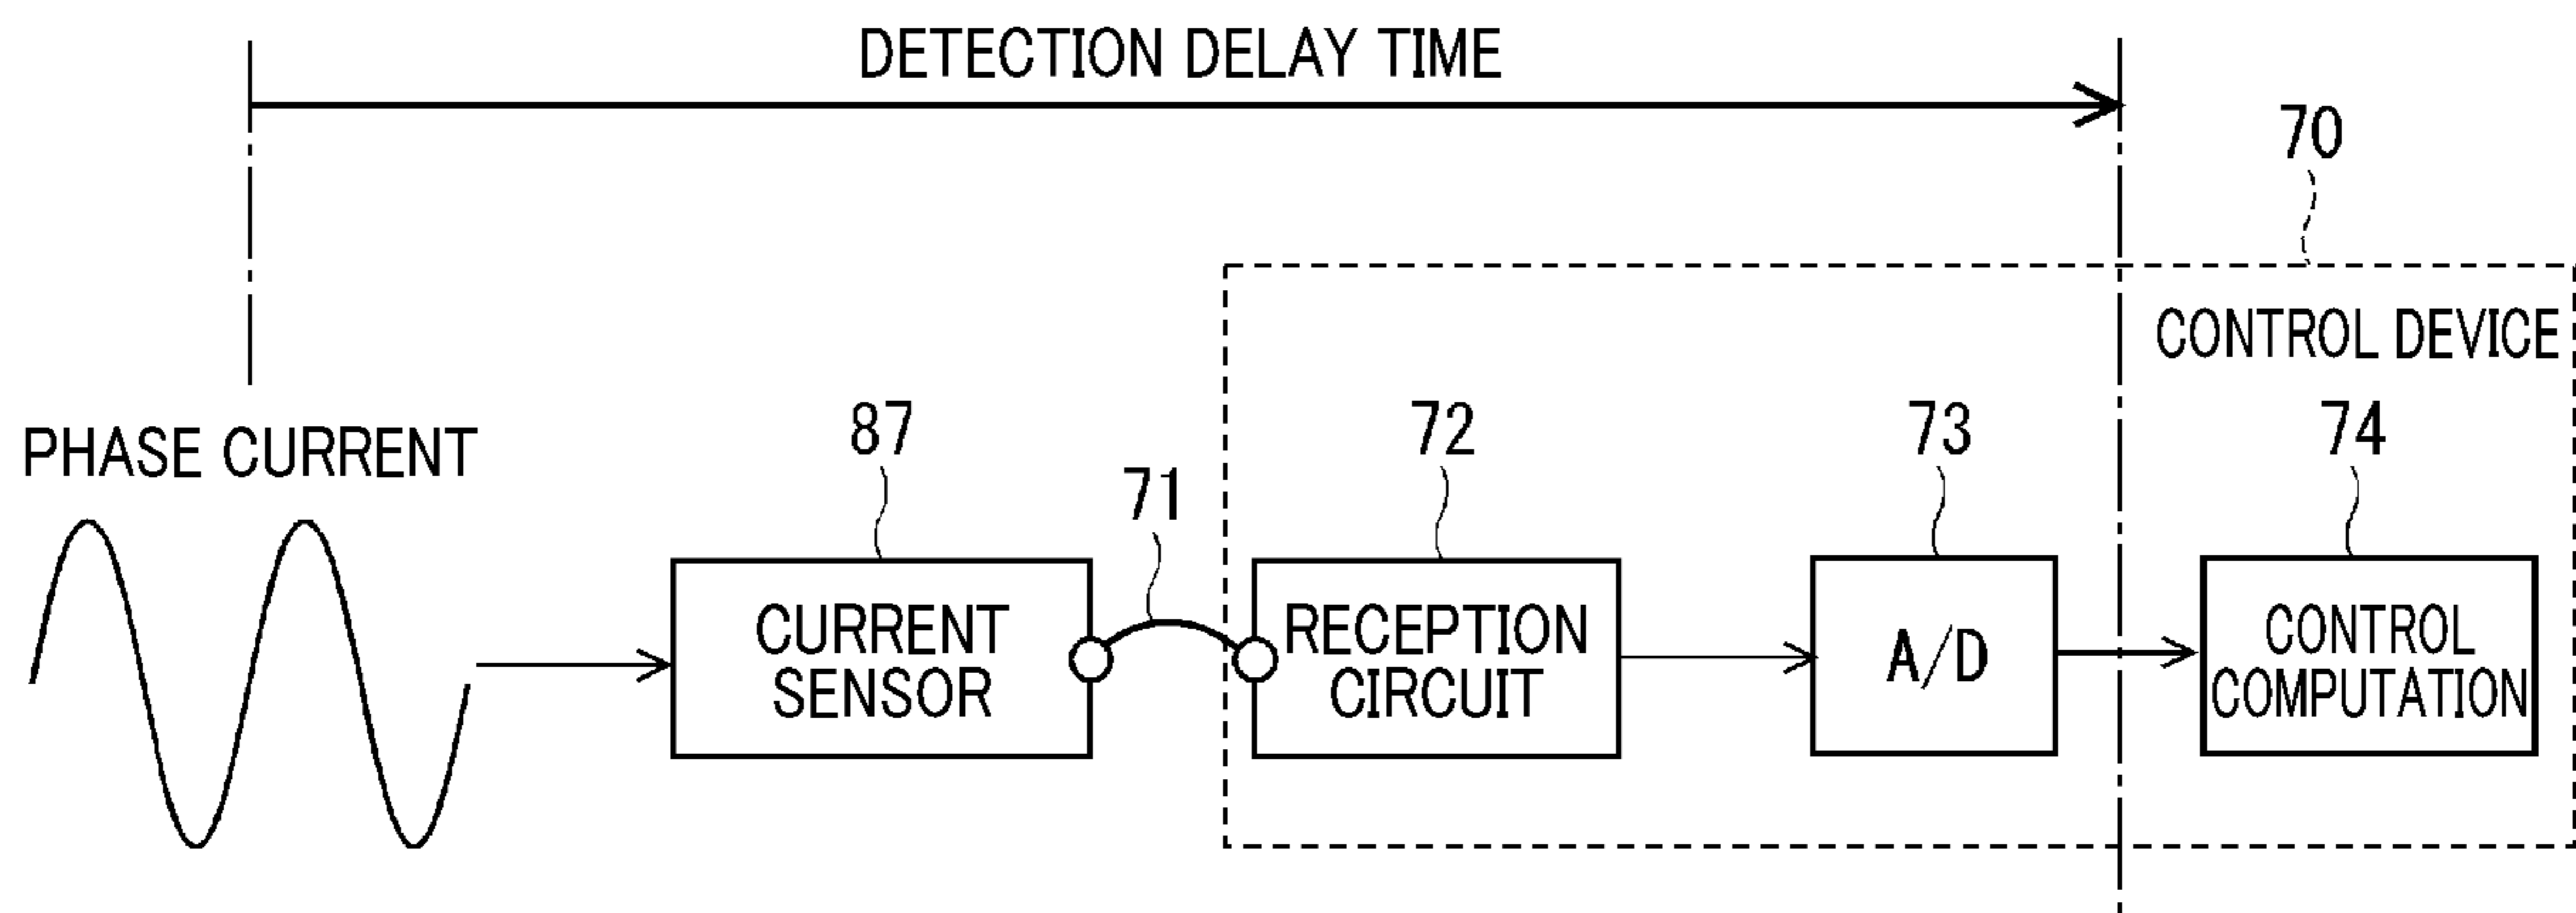 DETECTION DELAY TIME
70
CONTROL DEVICE
PHASE CURRENT
87
71
72
73
74
CURRENT
SENSOR
RECEPTION
CIRCUIT
A/D
CONTROL
COMPUTATION